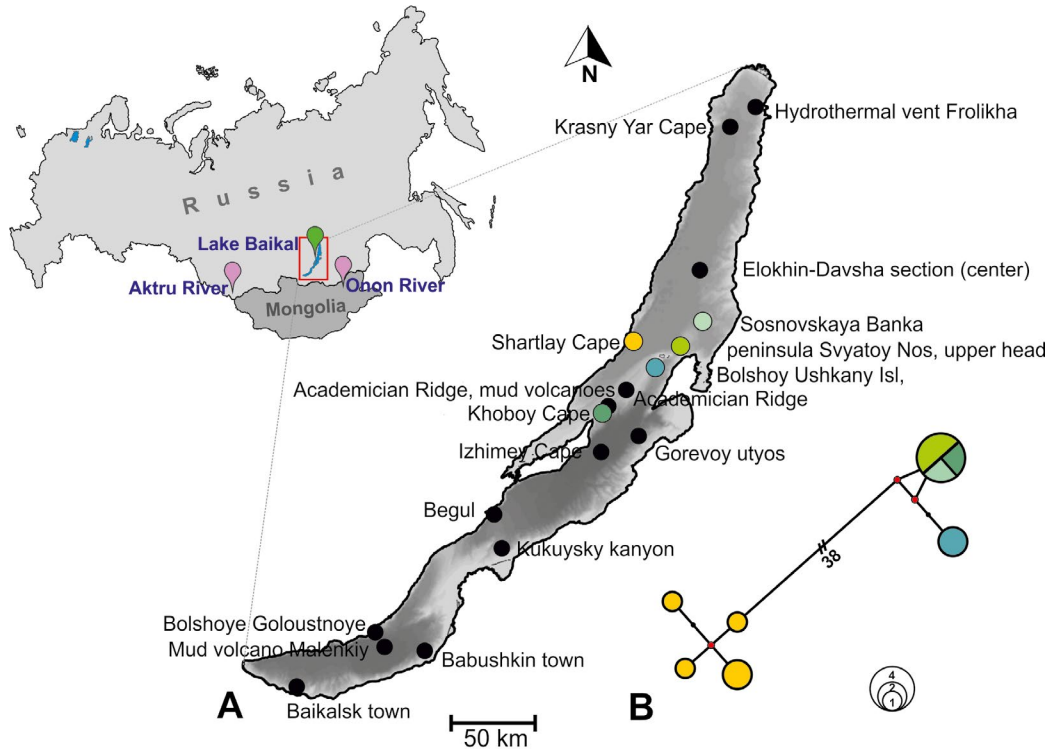 N
Russia
Lake Baikal
Aktru River
Onon River
Mongolia
Hydrothermal vent Frolikha
Krasny Yar Cape
Elokhin-Davsha section (center)
Sosnovskaya Banka
Shartlay Cape
peninsula Svyatoy Nos, upper head
Bolshoy Ushkany Isl,
Academician Ridge, mud volcanoes
Academician Ridge
Khoboy Cape
Izhimey Cape
Gorevoy utyos
Begul
Kukuysky kanyon
Bolshoye Goloustnoye
Mud volcano Malenkiy
Babushkin town
Baikalsk town
A
50 km
B
38
4
2
1